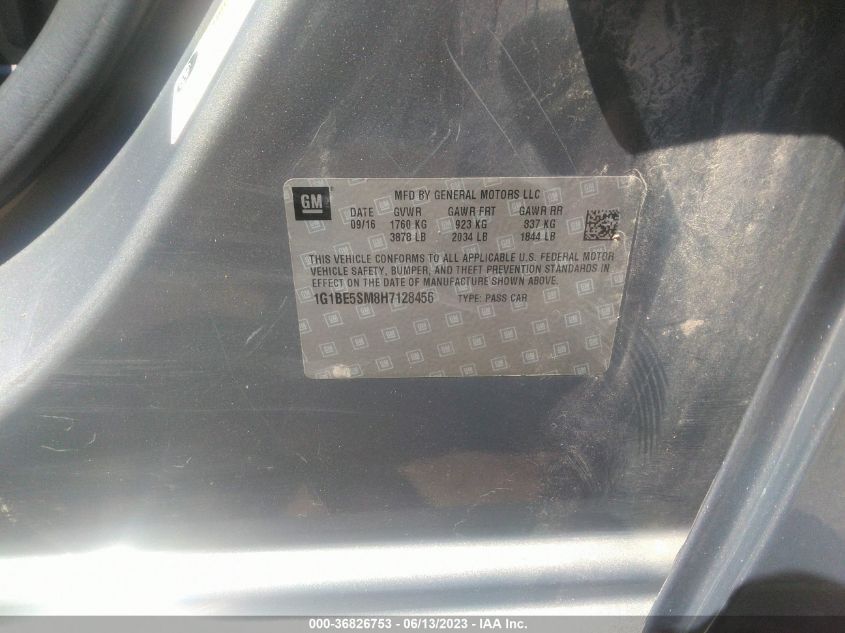 GM
MFD BY GENERAL MOTORS LLC
DATE GVWR GAWR FRT GAWR RR
09/16 1760 KG 923 KG 837 KG
3878 LB 2034 LB 1844 LB
THIS VEHICLE CONFORMS TO ALL APPLICABLE U.S. FEDERAL MOTOR
VEHICLE SAFETY, BUMPER, AND THEFT PREVENTION STANDARDS IN
EFFECT ON THE DATE OF MANUFACTURE SHOWN ABOVE.
1G1BE5SM8H7128456 TYPE: PASS CAR
000-36826753 - 06/13/2023 - IAA Inc.